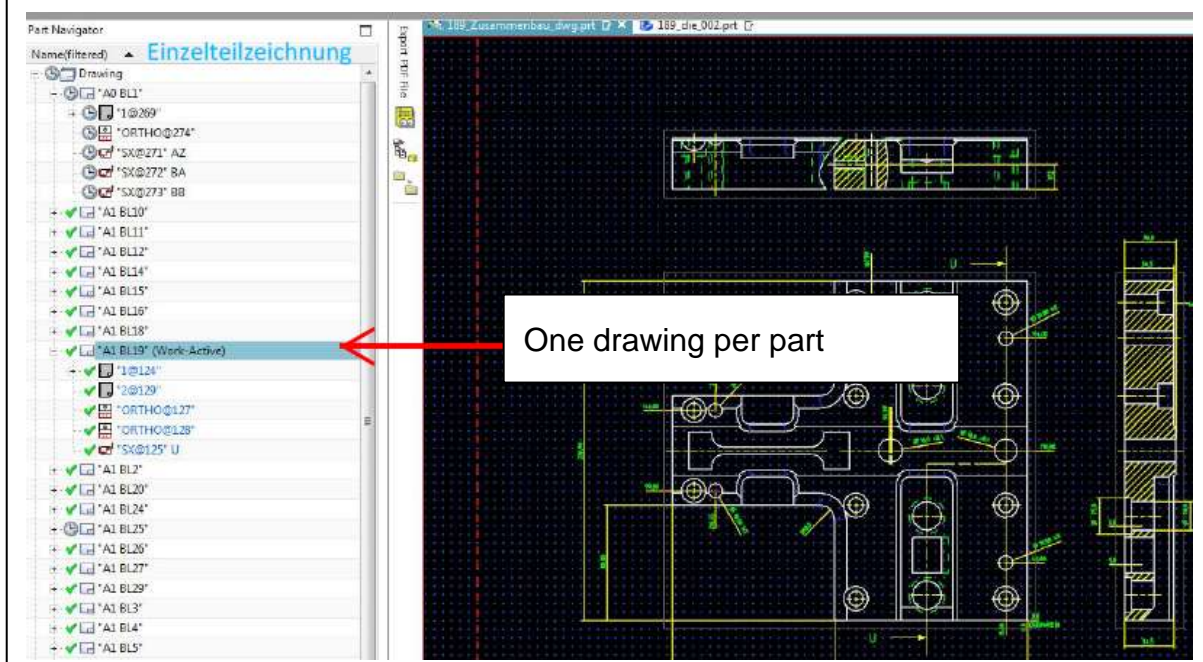 189_Zusammenbau_dwg.prt
189_die_002.prt
Part Navigator
Name(filtered)
Einzelteilzeichnung
Export PDF File
Drawing
"A0 BL1"
"1@269"
"ORTHO@274"
"SX@271" AZ
"SX@272" BA
"SX@273" BB
"A1 BL10"
"A1 BL11"
"A1 BL12"
"A1 BL14"
"A1 BL15"
"A1 BL16"
"A1 BL18"
"A1 BL19" (Work-Active)
"1@124"
"2@129"
"ORTHO@127"
"ORTHO@128"
"SX@125" U
"A1 BL2"
"A1 BL20"
"A1 BL24"
"A1 BL25"
"A1 BL26"
"A1 BL27"
"A1 BL29"
"A1 BL3"
"A1 BL4"
"A1 BL5"
One drawing per part
U
U